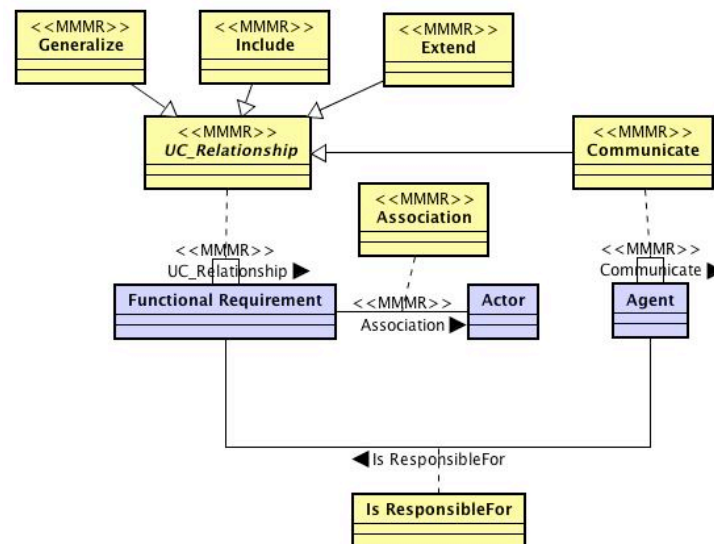 <<MMMR>>
Generalize
<<MMMR>>
Include
<<MMMR>>
Extend
<<MMMR>>
UC_Relationship
<<MMMR>>
Communicate
<<MMMR>>
Association
<<MMMR>>
UC_Relationship ▶
<<MMMR>>
Communicate ▶
Functional Requirement
<<MMMR>>
Association ▶
Actor
Agent
◀ Is ResponsibleFor
Is ResponsibleFor